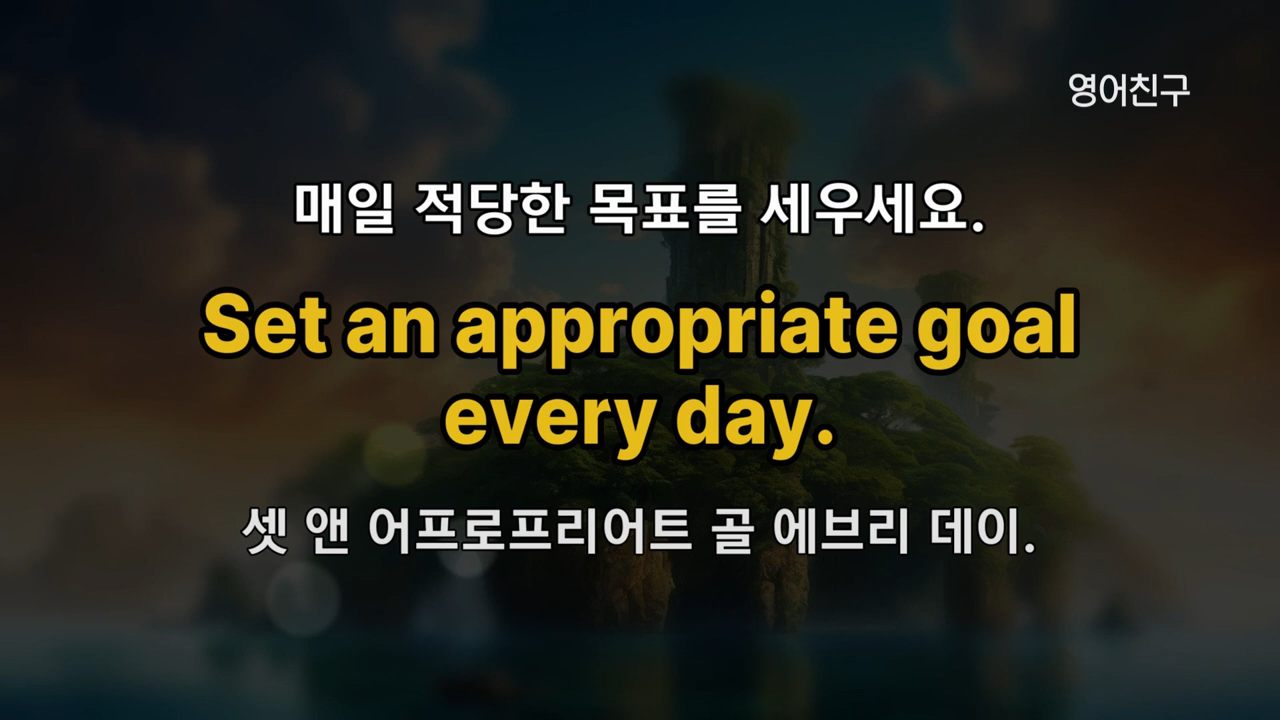 영어친구
매일 적당한 목표를 세우세요.
Set an appropriate goal
every day.
셋 앤 어프로프리어트 골 에브리 데이.